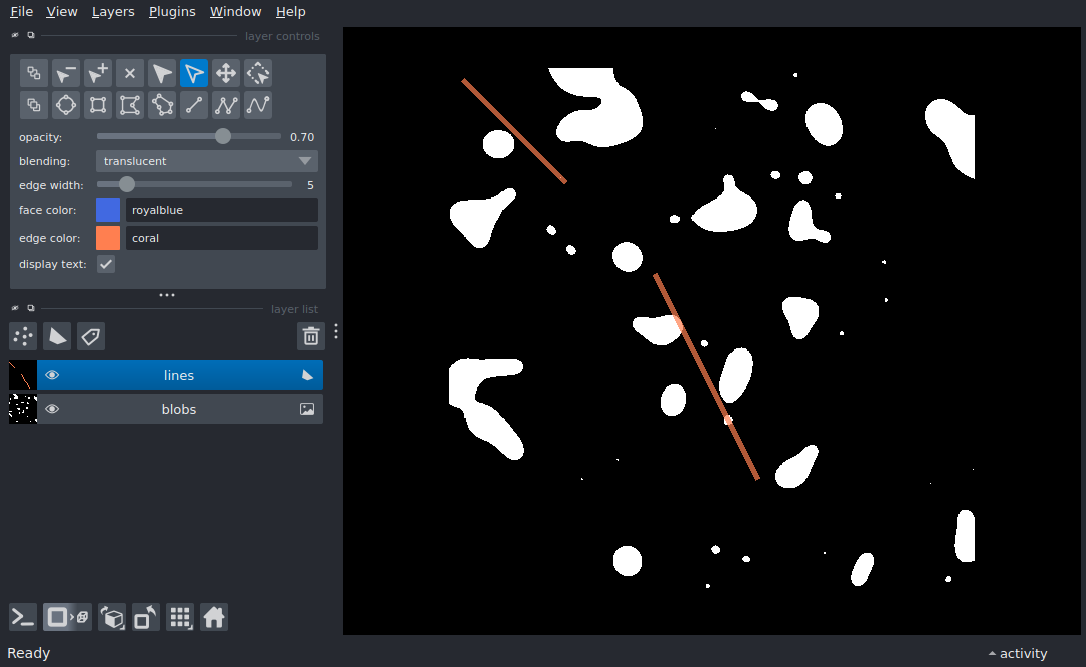 File View Layers Plugins Window Help
layer controls
opacity: 0.70
blending: translucent
edge width: 5
face color: royalblue
edge color: coral
display text:
layer list
lines
blobs
Ready
activity